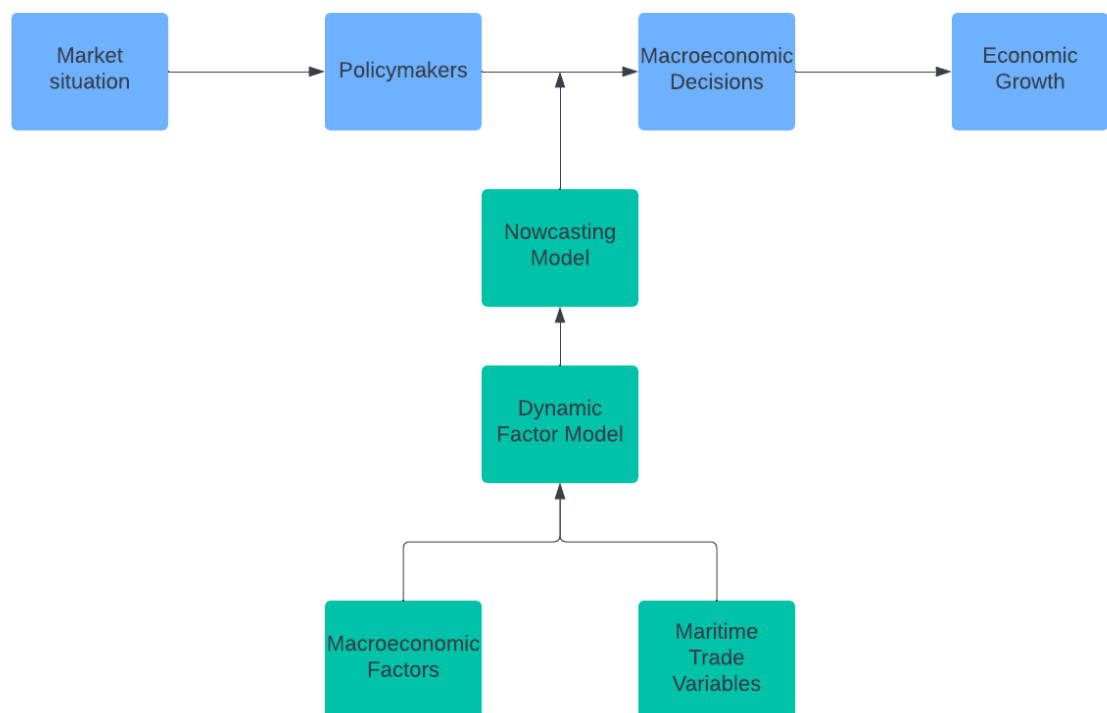 Market
situation
Policymakers
Macroeconomic
Decisions
Economic
Growth
Nowcasting
Model
Dynamic
Factor Model
Macroeconomic
Factors
Maritime
Trade
Variables